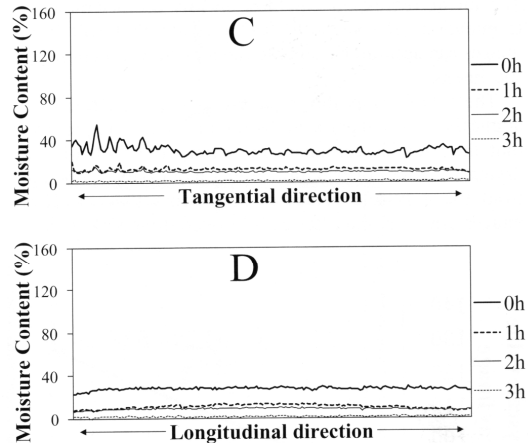 160
120
80
40
0
Moisture Content (%)
C
0h
1h
2h
3h
Tangential direction
160
120
80
40
0
Moisture Content (%)
D
0h
1h
2h
3h
Longitudinal direction